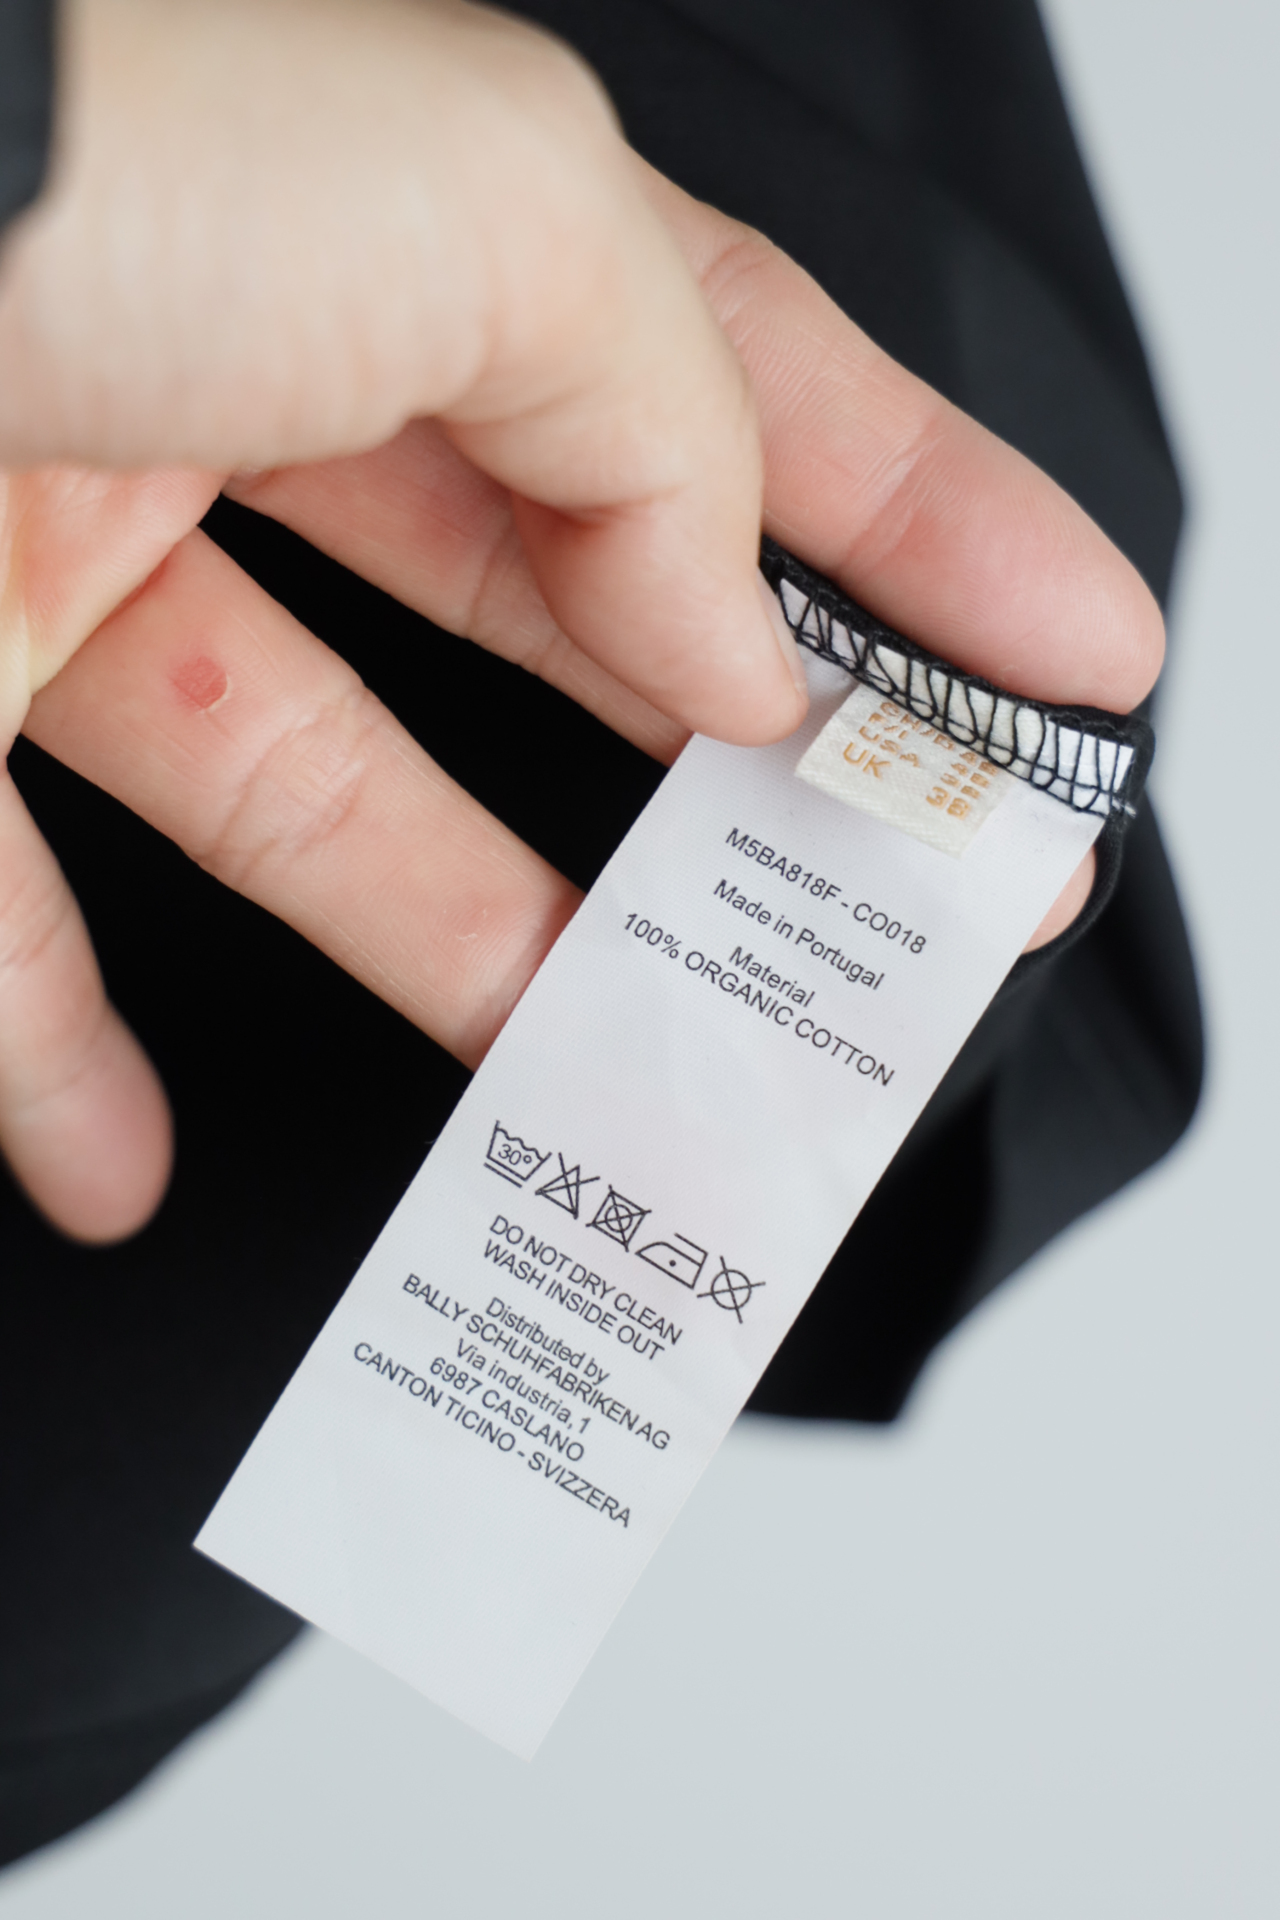 UK 38
M5BA818F - CO018
Made in Portugal
Material
100% ORGANIC COTTON
30°
DO NOT DRY CLEAN
WASH INSIDE OUT
Distributed by
BALLY SCHUHFABRIKEN AG
Via industria, 1
6987 CASLANO
CANTON TICINO - SVIZZERA